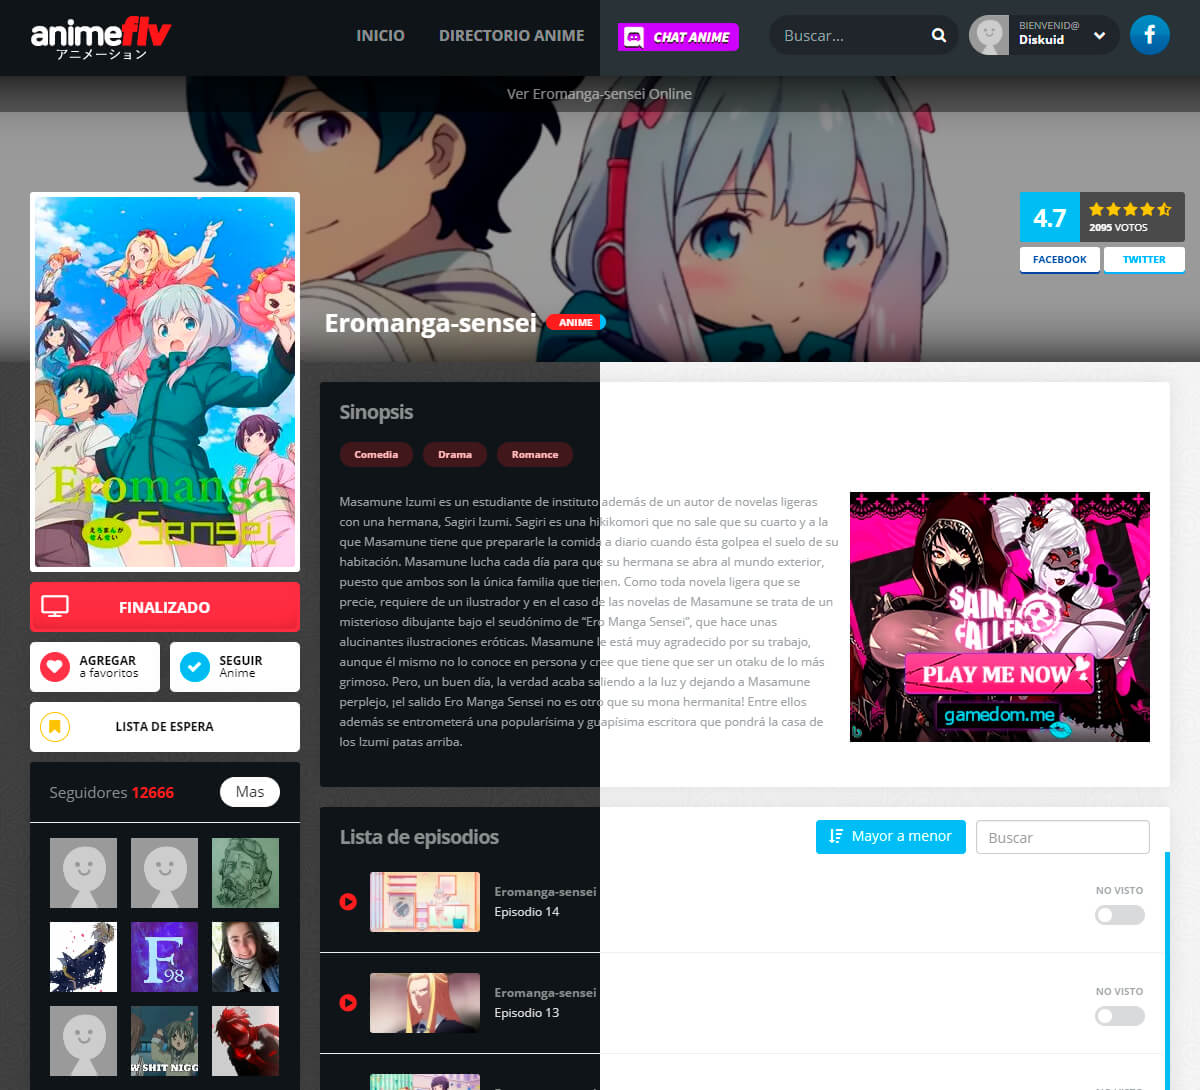 animeflv
アニメーション
INICIO
DIRECTORIO ANIME
CHAT ANIME
Buscar...
BIENVENID@
Diskuid
Ver Eromanga-sensei Online
4.7
2095 VOTOS
FACEBOOK
TWITTER
Eromanga-sensei
ANIME
Eromanga
えろまんが
せんせい
Sensei
FINALIZADO
AGREGAR
a favoritos
SEGUIR
Anime
LISTA DE ESPERA
Seguidores 12666
Mas
F
98
W SHIT NIGG
Sinopsis
Comedia
Drama
Romance
Masamune Izumi es un estudiante de instituto además de un autor de novelas ligeras
con una hermana, Sagiri Izumi. Sagiri es una hikikomori que no sale que su cuarto y a la
que Masamune tiene que prepararle la comida a diario cuando ésta golpea el suelo de su
habitación. Masamune lucha cada día para que su hermana se abra al mundo exterior,
puesto que ambos son la única familia que tienen. Como toda novela ligera que se
precie, requiere de un ilustrador y en el caso de las novelas de Masamune se trata de un
misterioso dibujante bajo el seudónimo de “Ero Manga Sensei”, que hace unas
alucinantes ilustraciones eróticas. Masamune le está muy agradecido por su trabajo,
aunque él mismo no lo conoce en persona y cree que tiene que ser un otaku de lo más
grimoso. Pero, un buen día, la verdad acaba saliendo a la luz y dejando a Masamune
perplejo, ¡el salido Ero Manga Sensei no es otro que su mona hermanita! Entre ellos
además se entrometerá una popularísima y guapísima escritora que pondrá la casa de
los Izumi patas arriba.
SAINT
FALLEN
PLAY ME NOW
gamedom.me
Lista de episodios
Mayor a menor
Buscar
Eromanga-sensei
Episodio 14
NO VISTO
Eromanga-sensei
Episodio 13
NO VISTO